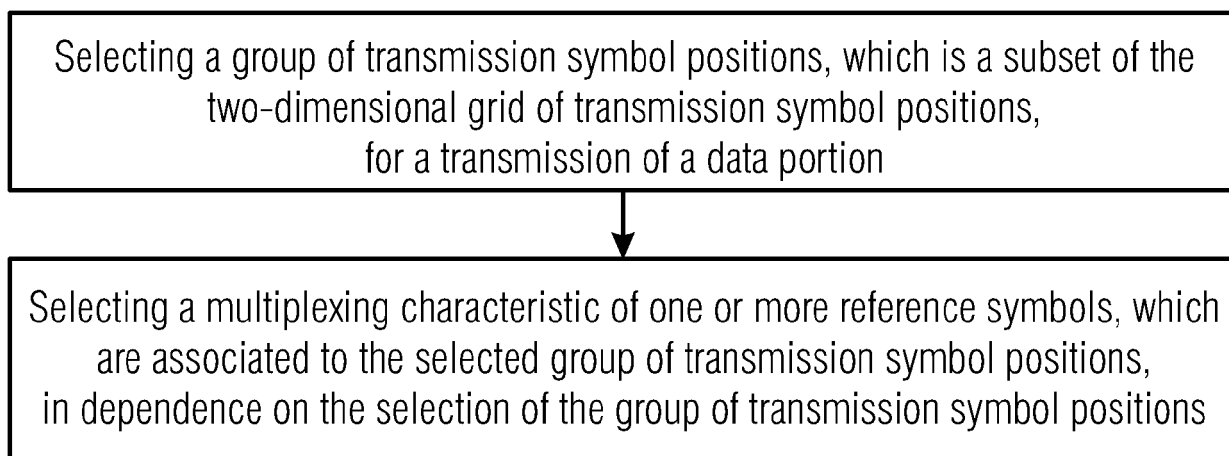 Selecting a group of transmission symbol positions, which is a subset of the
two-dimensional grid of transmission symbol positions,
for a transmission of a data portion
Selecting a multiplexing characteristic of one or more reference symbols, which
are associated to the selected group of transmission symbol positions,
in dependence on the selection of the group of transmission symbol positions